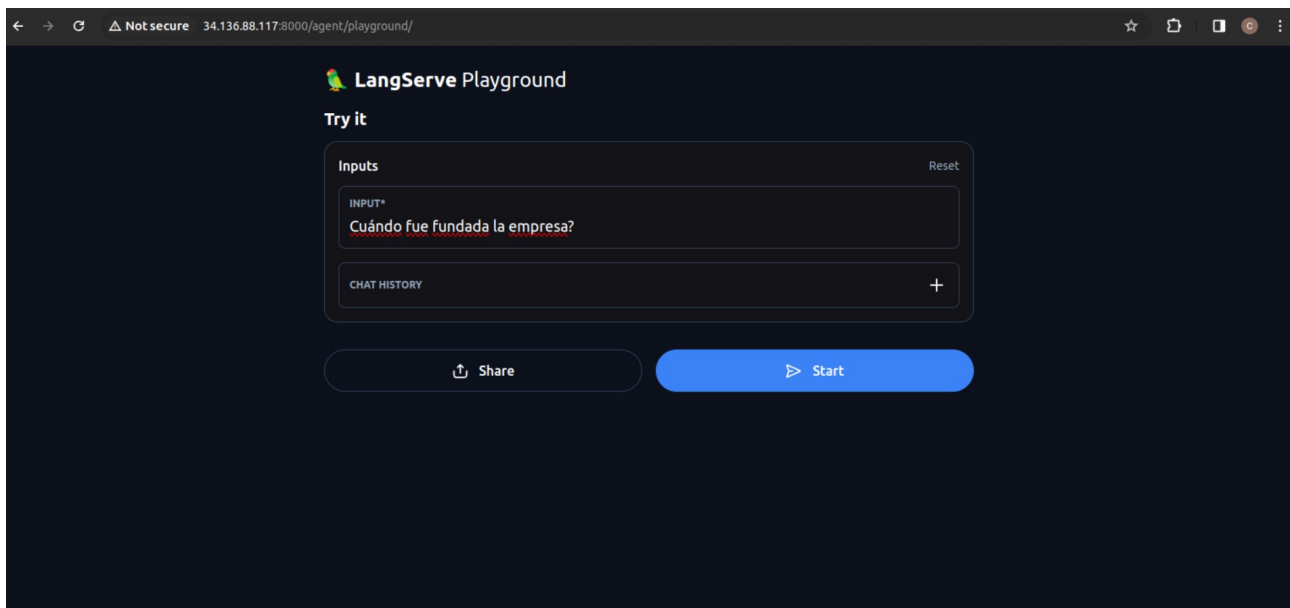 Not secure 34.136.88.117:8000/agent/playground/
C
LangServe Playground
Try it
Inputs
Reset
INPUT*
Cuándo fue fundada la empresa?
CHAT HISTORY
Share
Start